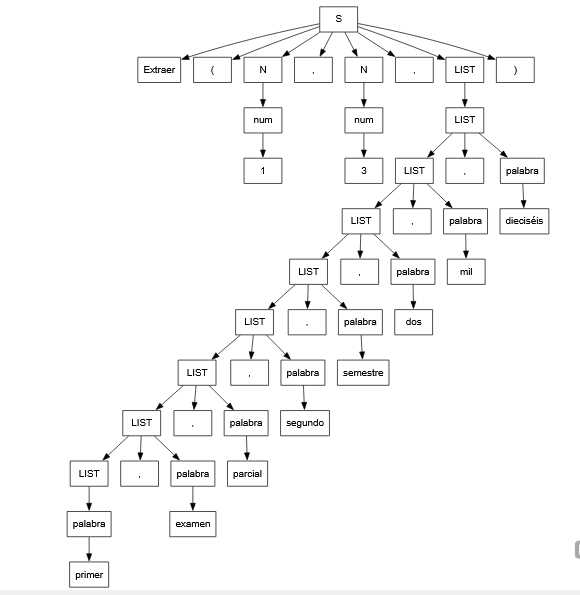 S
Extraer ( N , N , LIST )
num num LIST
1 3 LIST , palabra
LIST , palabra dieciséis
LIST , palabra mil
LIST , palabra dos
LIST , palabra semestre
LIST , palabra segundo
LIST , palabra parcial
palabra examen
primer